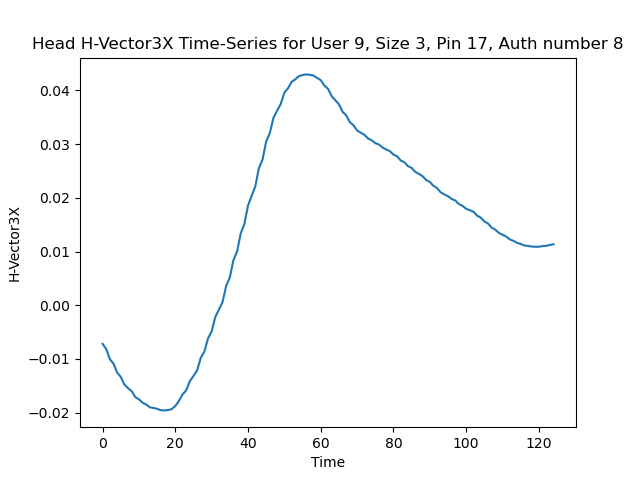 Head H-Vector3X Time-Series for User 9, Size 3, Pin 17, Auth number 8
0.04
0.03
0.02
0.01
0.00
−0.01
−0.02
H-Vector3X
0 20 40 60 80 100 120
Time